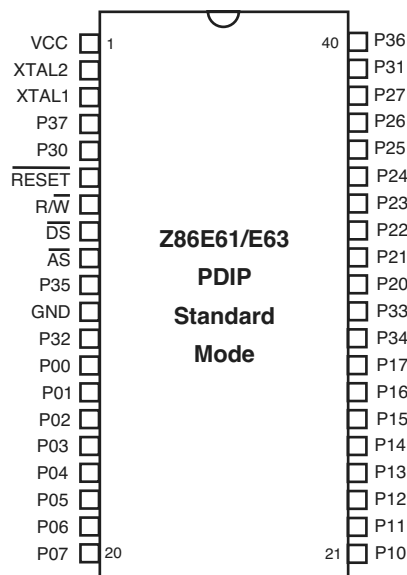 VCC 1 40 P36
XTAL2 P31
XTAL1 P27
P37 P26
P30 P25
RESET P24
R/W P23
DS P22
AS P21
P35 P20
GND P33
P32 P34
P00 P17
P01 P16
P02 P15
P03 P14
P04 P13
P05 P12
P06 P11
P07 20 21 P10
Z86E61/E63
PDIP
Standard
Mode